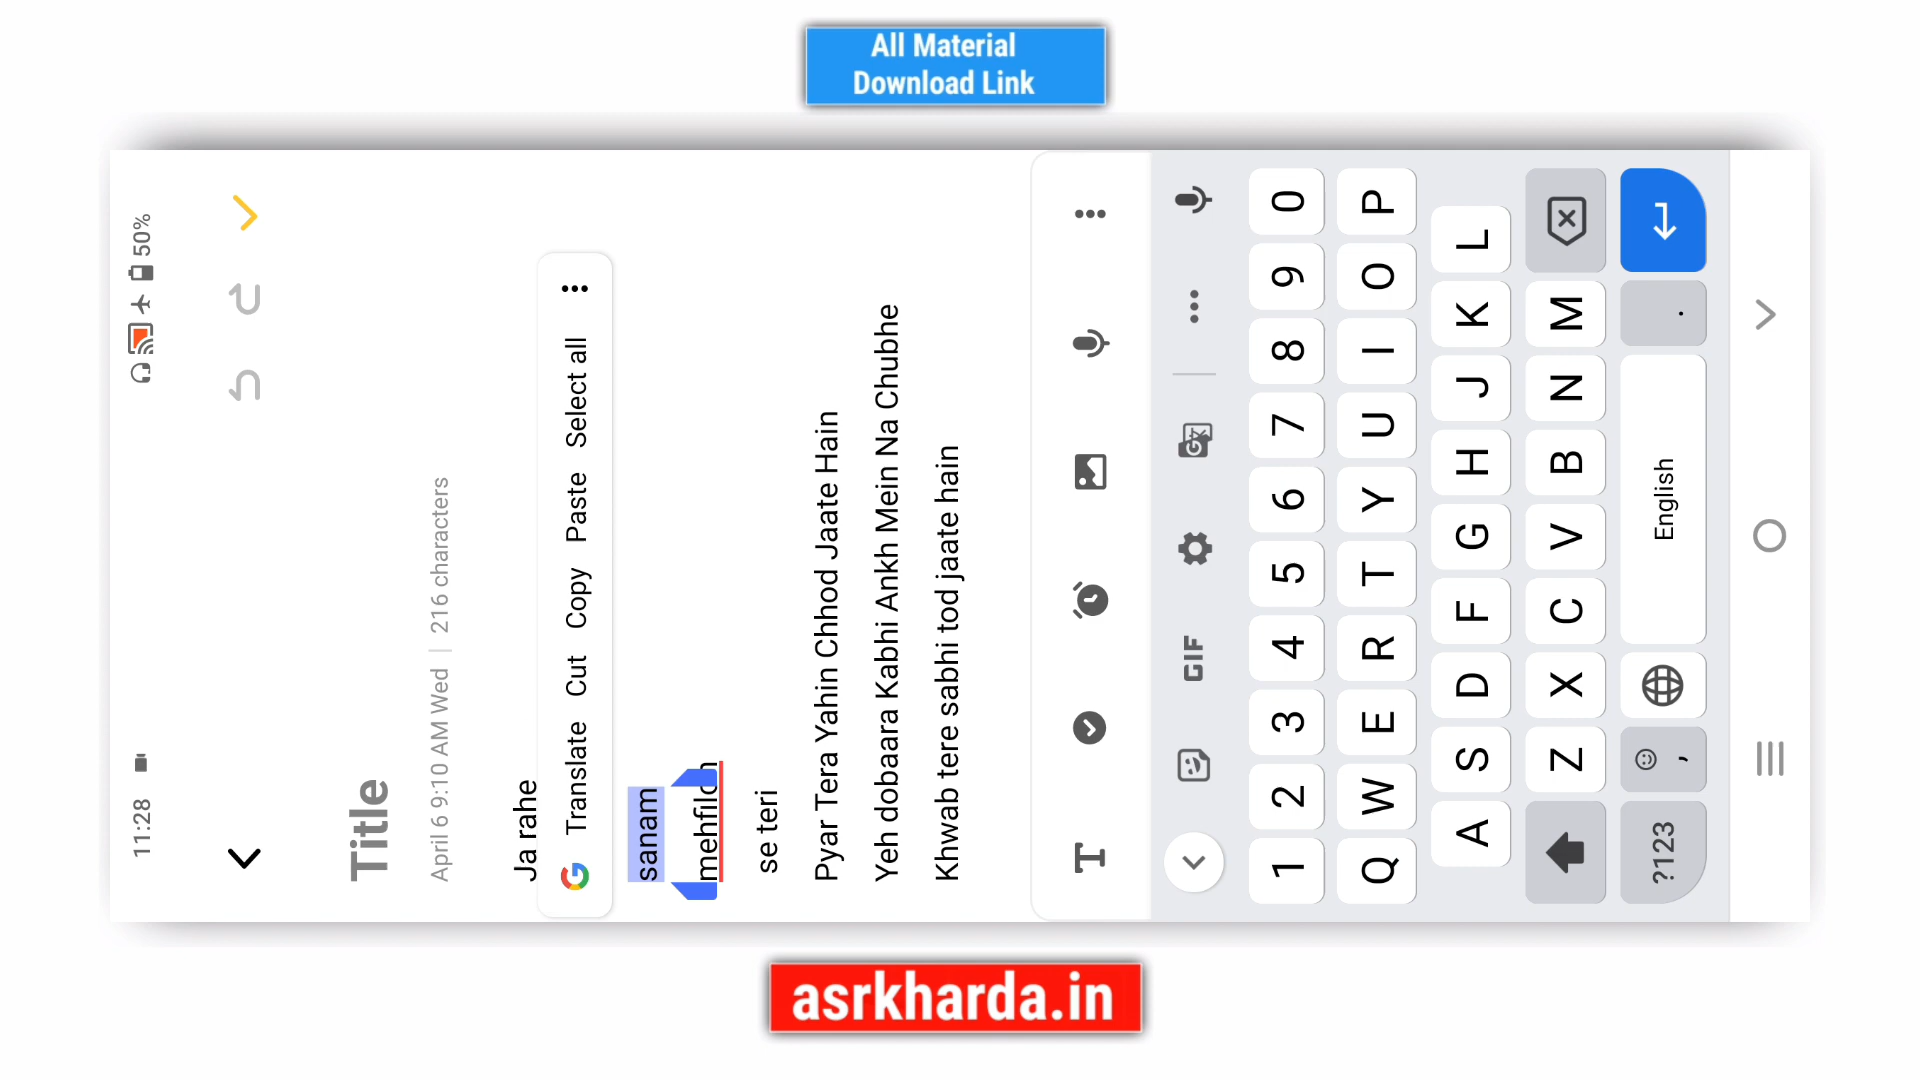 All Material
Download Link
11:28
50%
Title
April 6 9:10 AM Wed | 216 characters
Ja rahe
Translate Cut Copy Paste Select all
sanam
mehfilon
se teri
Pyar Tera Yahin Chhod Jaate Hain
Yeh dobaara Kabhi Ankh Mein Na Chubhe
Khwab tere sabhi tod jaate hain
T
GIF
1 2 3 4 5 6 7 8 9 0
Q W E R T Y U I O P
A S D F G H J K L
Z X C V B N M
?123 , English .
asrkharda.in